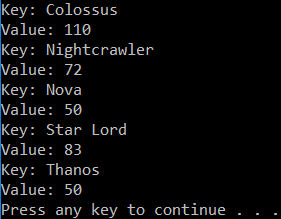 Key: Colossus
Value: 110
Key: Nightcrawler
Value: 72
Key: Nova
Value: 50
Key: Star Lord
Value: 83
Key: Thanos
Value: 50
Press any key to continue . . .